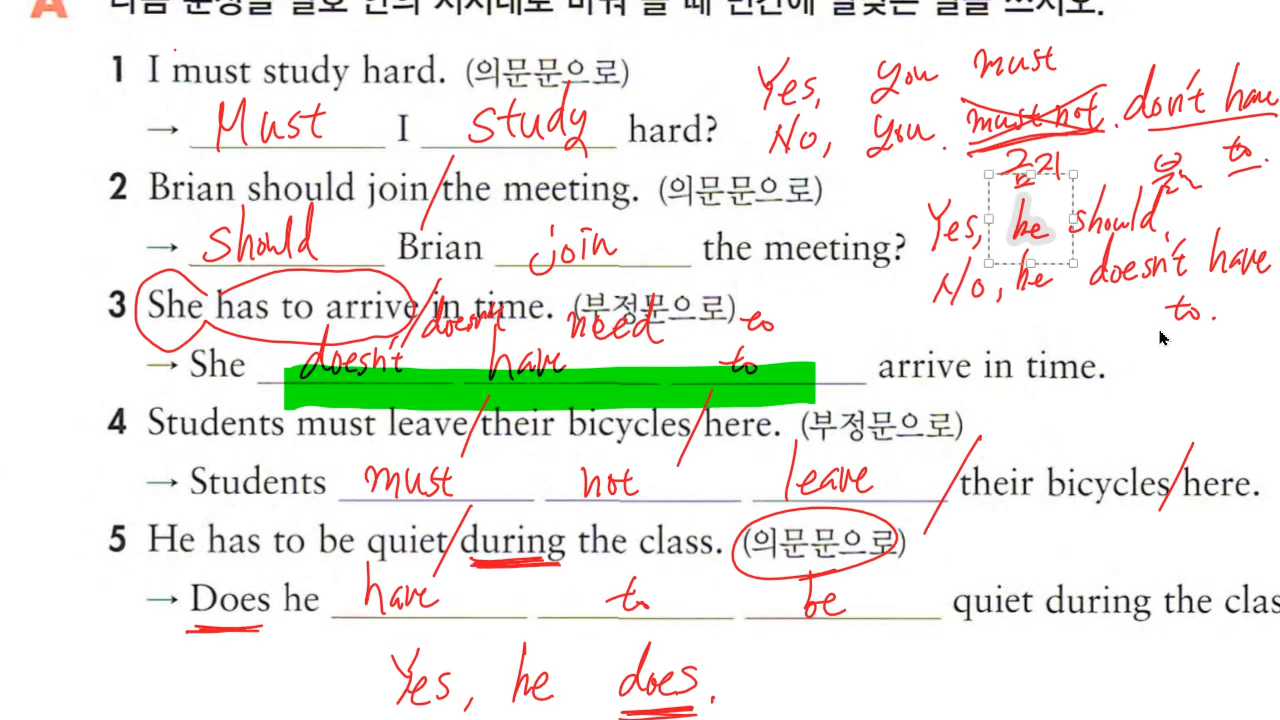 A 다음 문장을 괄호 안의 지시대로 바꿔 쓸 때 빈칸에 알맞은 말을 쓰시오.
1 I must study hard. (의문문으로)
→ Must I study hard?
Yes, you must
No, you. must not. don't have to.
금지
2 Brian should join / the meeting. (의문문으로)
→ should Brian join the meeting?
Yes, he should.
No, he doesn't have to.
3 She has to arrive / in time. (부정문으로)
doesn't need to
→ She doesn't have to arrive in time.
4 Students must leave / their bicycles / here. (부정문으로)
→ Students must not leave / their bicycles / here.
5 He has to be quiet / during the class. (의문문으로)
→ Does he have to be quiet during the clas
Yes, he does.